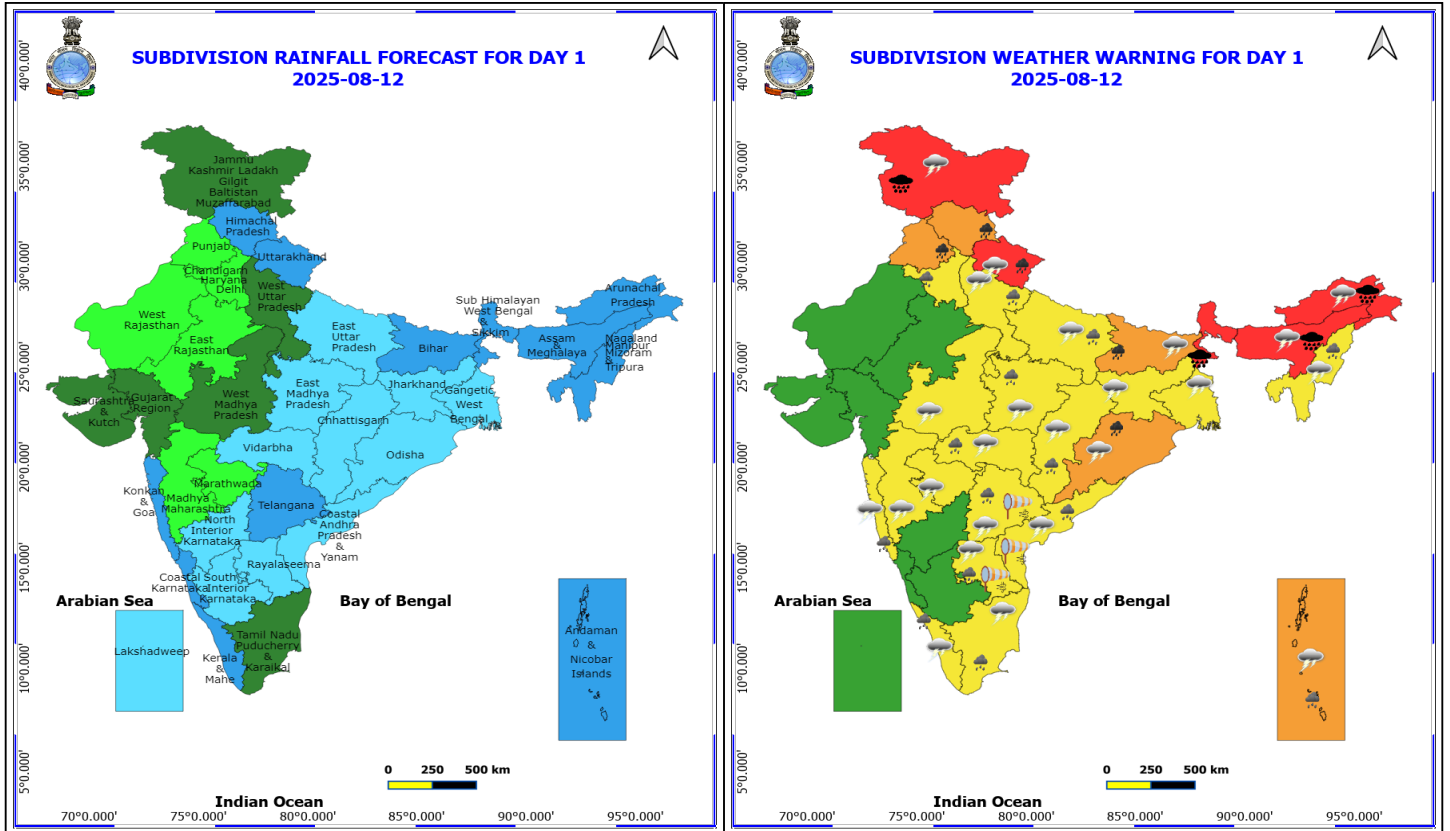 SUBDIVISION RAINFALL FORECAST FOR DAY 1
2025-08-12
40°0.000'
35°0.000'
30°0.000'
25°0.000'
20°0.000'
15°0.000'
10°0.000'
5°0.000'
Jammu
Kashmir Ladakh
Gilgit
Baltistan
Muzaffarabad
Himachal
Pradesh
Punjab
Uttarakhand
Chandigarh
Haryana
Delhi
West
Uttar
Pradesh
West
Rajasthan
East
Rajasthan
East
Uttar
Pradesh
Bihar
Sub Himalayan
West Bengal
&
Sikkim
Arunachal
Pradesh
Assam
&
Meghalaya
Nagaland
Manipur
Mizoram
&
Tripura
Saurashtra
&
Kutch
Gujarat
Region
West
Madhya
Pradesh
East
Madhya
Pradesh
Jharkhand
Gangetic
West
Bengal
Chhattisgarh
Vidarbha
Odisha
Konkan
&
Goa
Madhya
Maharashtra
Marathwada
Telangana
North
Interior
Karnataka
Coastal
Andhra
Pradesh
&
Yanam
Rayalaseema
Coastal
Karnataka
South
Interior
Karnataka
Arabian Sea
Bay of Bengal
Lakshadweep
Kerala
&
Mahe
Tamil Nadu
Puducherry
&
Karaikal
Andaman
&
Nicobar
Islands
0 250 500 km
Indian Ocean
70°0.000' 75°0.000' 80°0.000' 85°0.000' 90°0.000' 95°0.000'
SUBDIVISION WEATHER WARNING FOR DAY 1
2025-08-12
40°0.000'
35°0.000'
30°0.000'
25°0.000'
20°0.000'
15°0.000'
10°0.000'
5°0.000'
Arabian Sea
Bay of Bengal
0 250 500 km
Indian Ocean
70°0.000' 75°0.000' 80°0.000' 85°0.000' 90°0.000' 95°0.000'